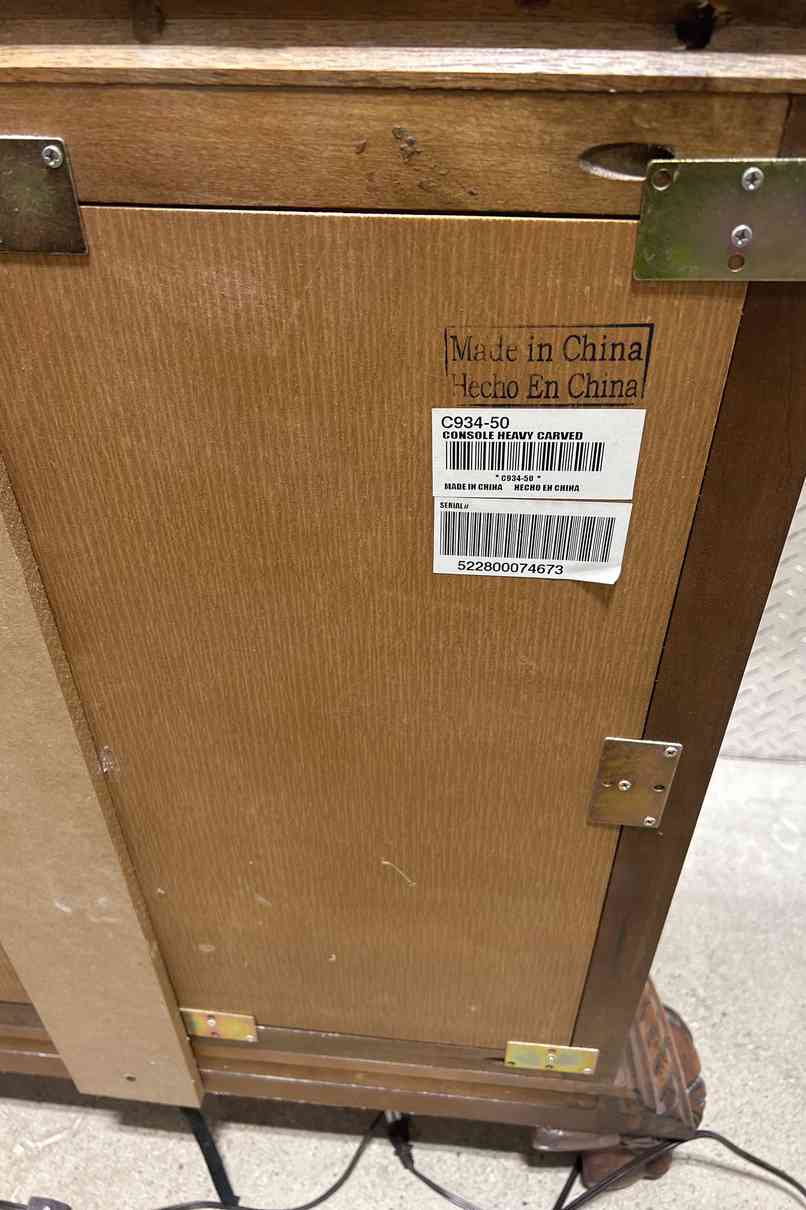 Made in China
Hecho En China
C934-50
CONSOLE HEAVY CARVED
* C934-50 *
MADE IN CHINA HECHO EN CHINA
SERIAL#
522800074673